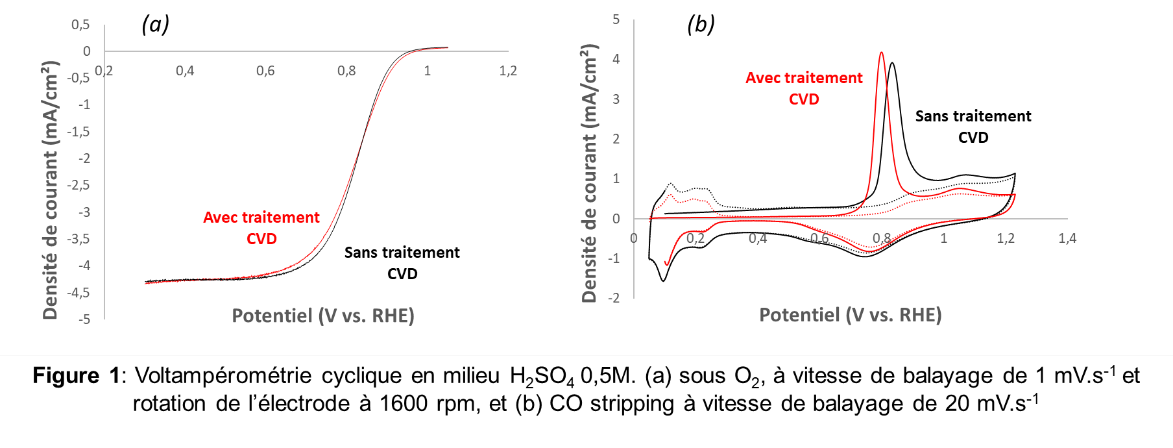 (a)
0,5
0
-0,5
-1
-1,5
-2
-2,5
-3
-3,5
-4
-4,5
-5
0,2 0,4 0,6 0,8 1 1,2
Densité de courant (mA/cm²)
Avec traitement
CVD
Sans traitement
CVD
Potentiel (V vs. RHE)
(b)
5
4
3
2
1
0
-1
-2
0 0,2 0,4 0,6 0,8 1 1,2 1,4
Densité de courant (mA/cm²)
Avec traitement
CVD
Sans traitement
CVD
Potentiel (V vs. RHE)
Figure 1: Voltampérométrie cyclique en milieu H₂SO₄ 0,5M. (a) sous O₂, à vitesse de balayage de 1 mV.s⁻¹ et
rotation de l’électrode à 1600 rpm, et (b) CO stripping à vitesse de balayage de 20 mV.s⁻¹